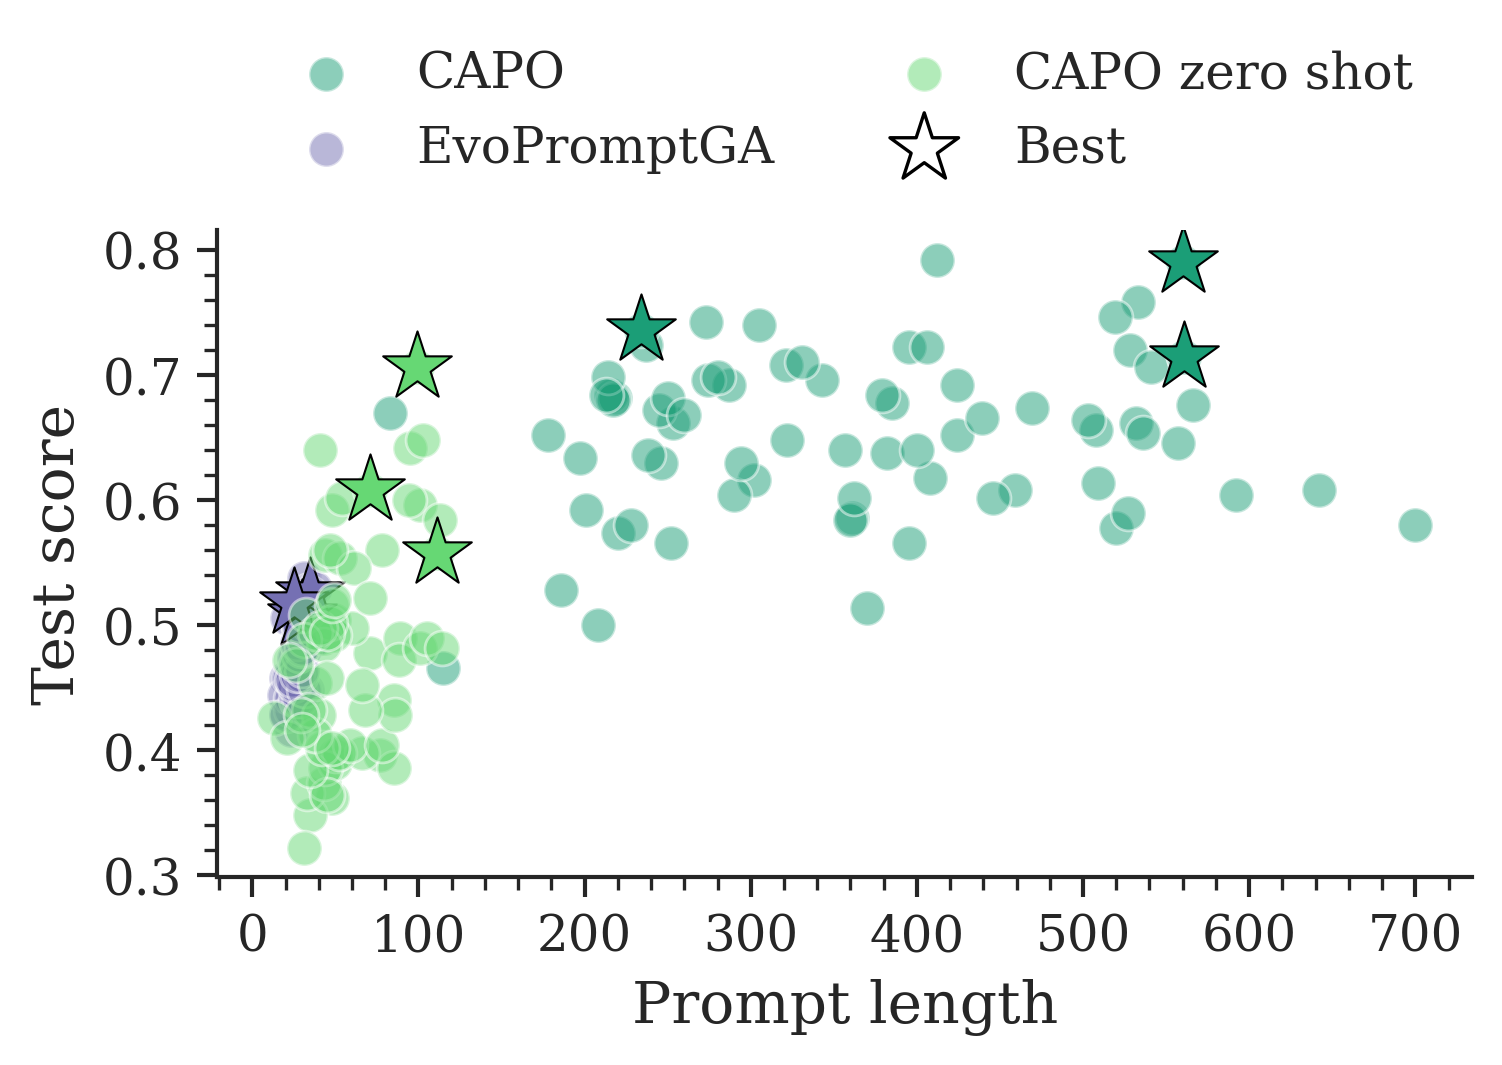 CAPO
CAPO zero shot
EvoPromptGA
Best
0.8
0.7
0.6
0.5
0.4
0.3
Test score
0 100 200 300 400 500 600 700
Prompt length